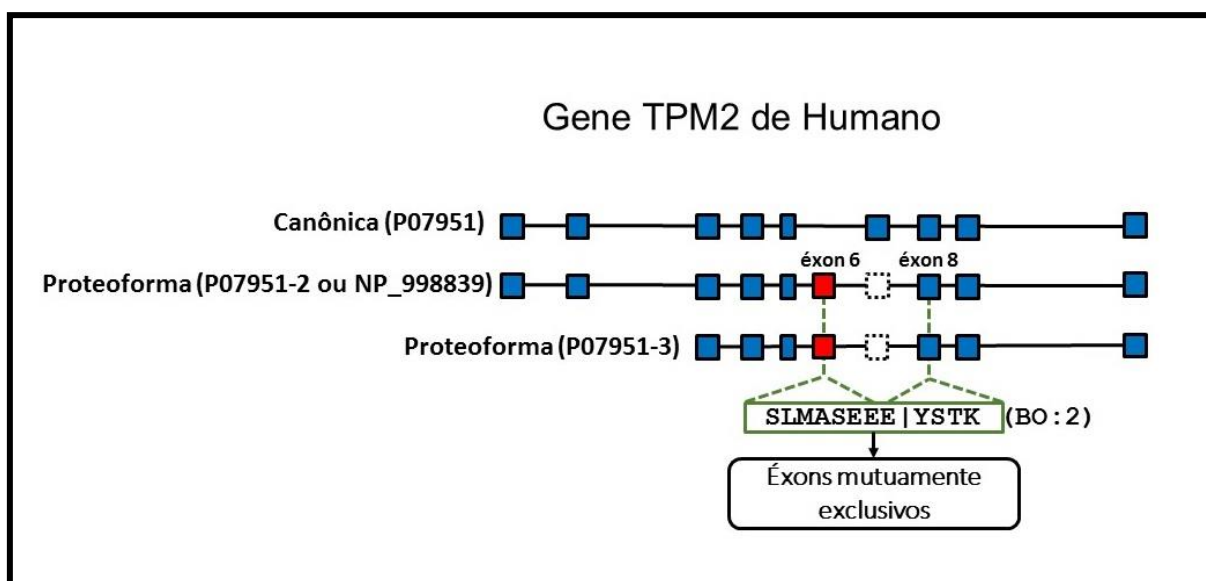 Gene TPM2 de Humano
Canônica (P07951)
éxon 6
éxon 8
Proteoforma (P07951-2 ou NP_998839)
Proteoforma (P07951-3)
SLMASEEE|YSTK (BO:2)
Éxons mutuamente
exclusivos